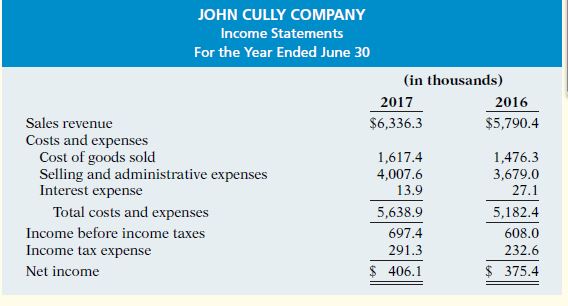 JOHN CULLY COMPANY
Income Statements
For the Year Ended June 30
(in thousands)
2017 2016
Sales revenue $6,336.3 $5,790.4
Costs and expenses
Cost of goods sold 1,617.4 1,476.3
Selling and administrative expenses 4,007.6 3,679.0
Interest expense 13.9 27.1
Total costs and expenses 5,638.9 5,182.4
Income before income taxes 697.4 608.0
Income tax expense 291.3 232.6
Net income $ 406.1 $ 375.4